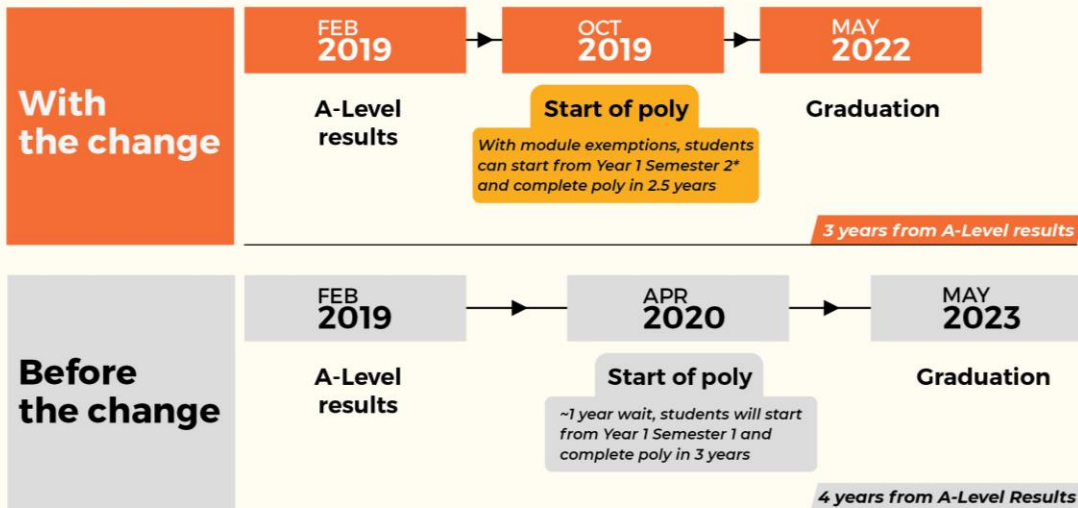 With
the change
FEB
2019
OCT
2019
MAY
2022
A-Level
results
Start of poly
With module exemptions, students
can start from Year 1 Semester 2*
and complete poly in 2.5 years
Graduation
3 years from A-Level results
Before
the change
FEB
2019
APR
2020
MAY
2023
A-Level
results
Start of poly
~1 year wait, students will start
from Year 1 Semester 1 and
complete poly in 3 years
Graduation
4 years from A-Level Results